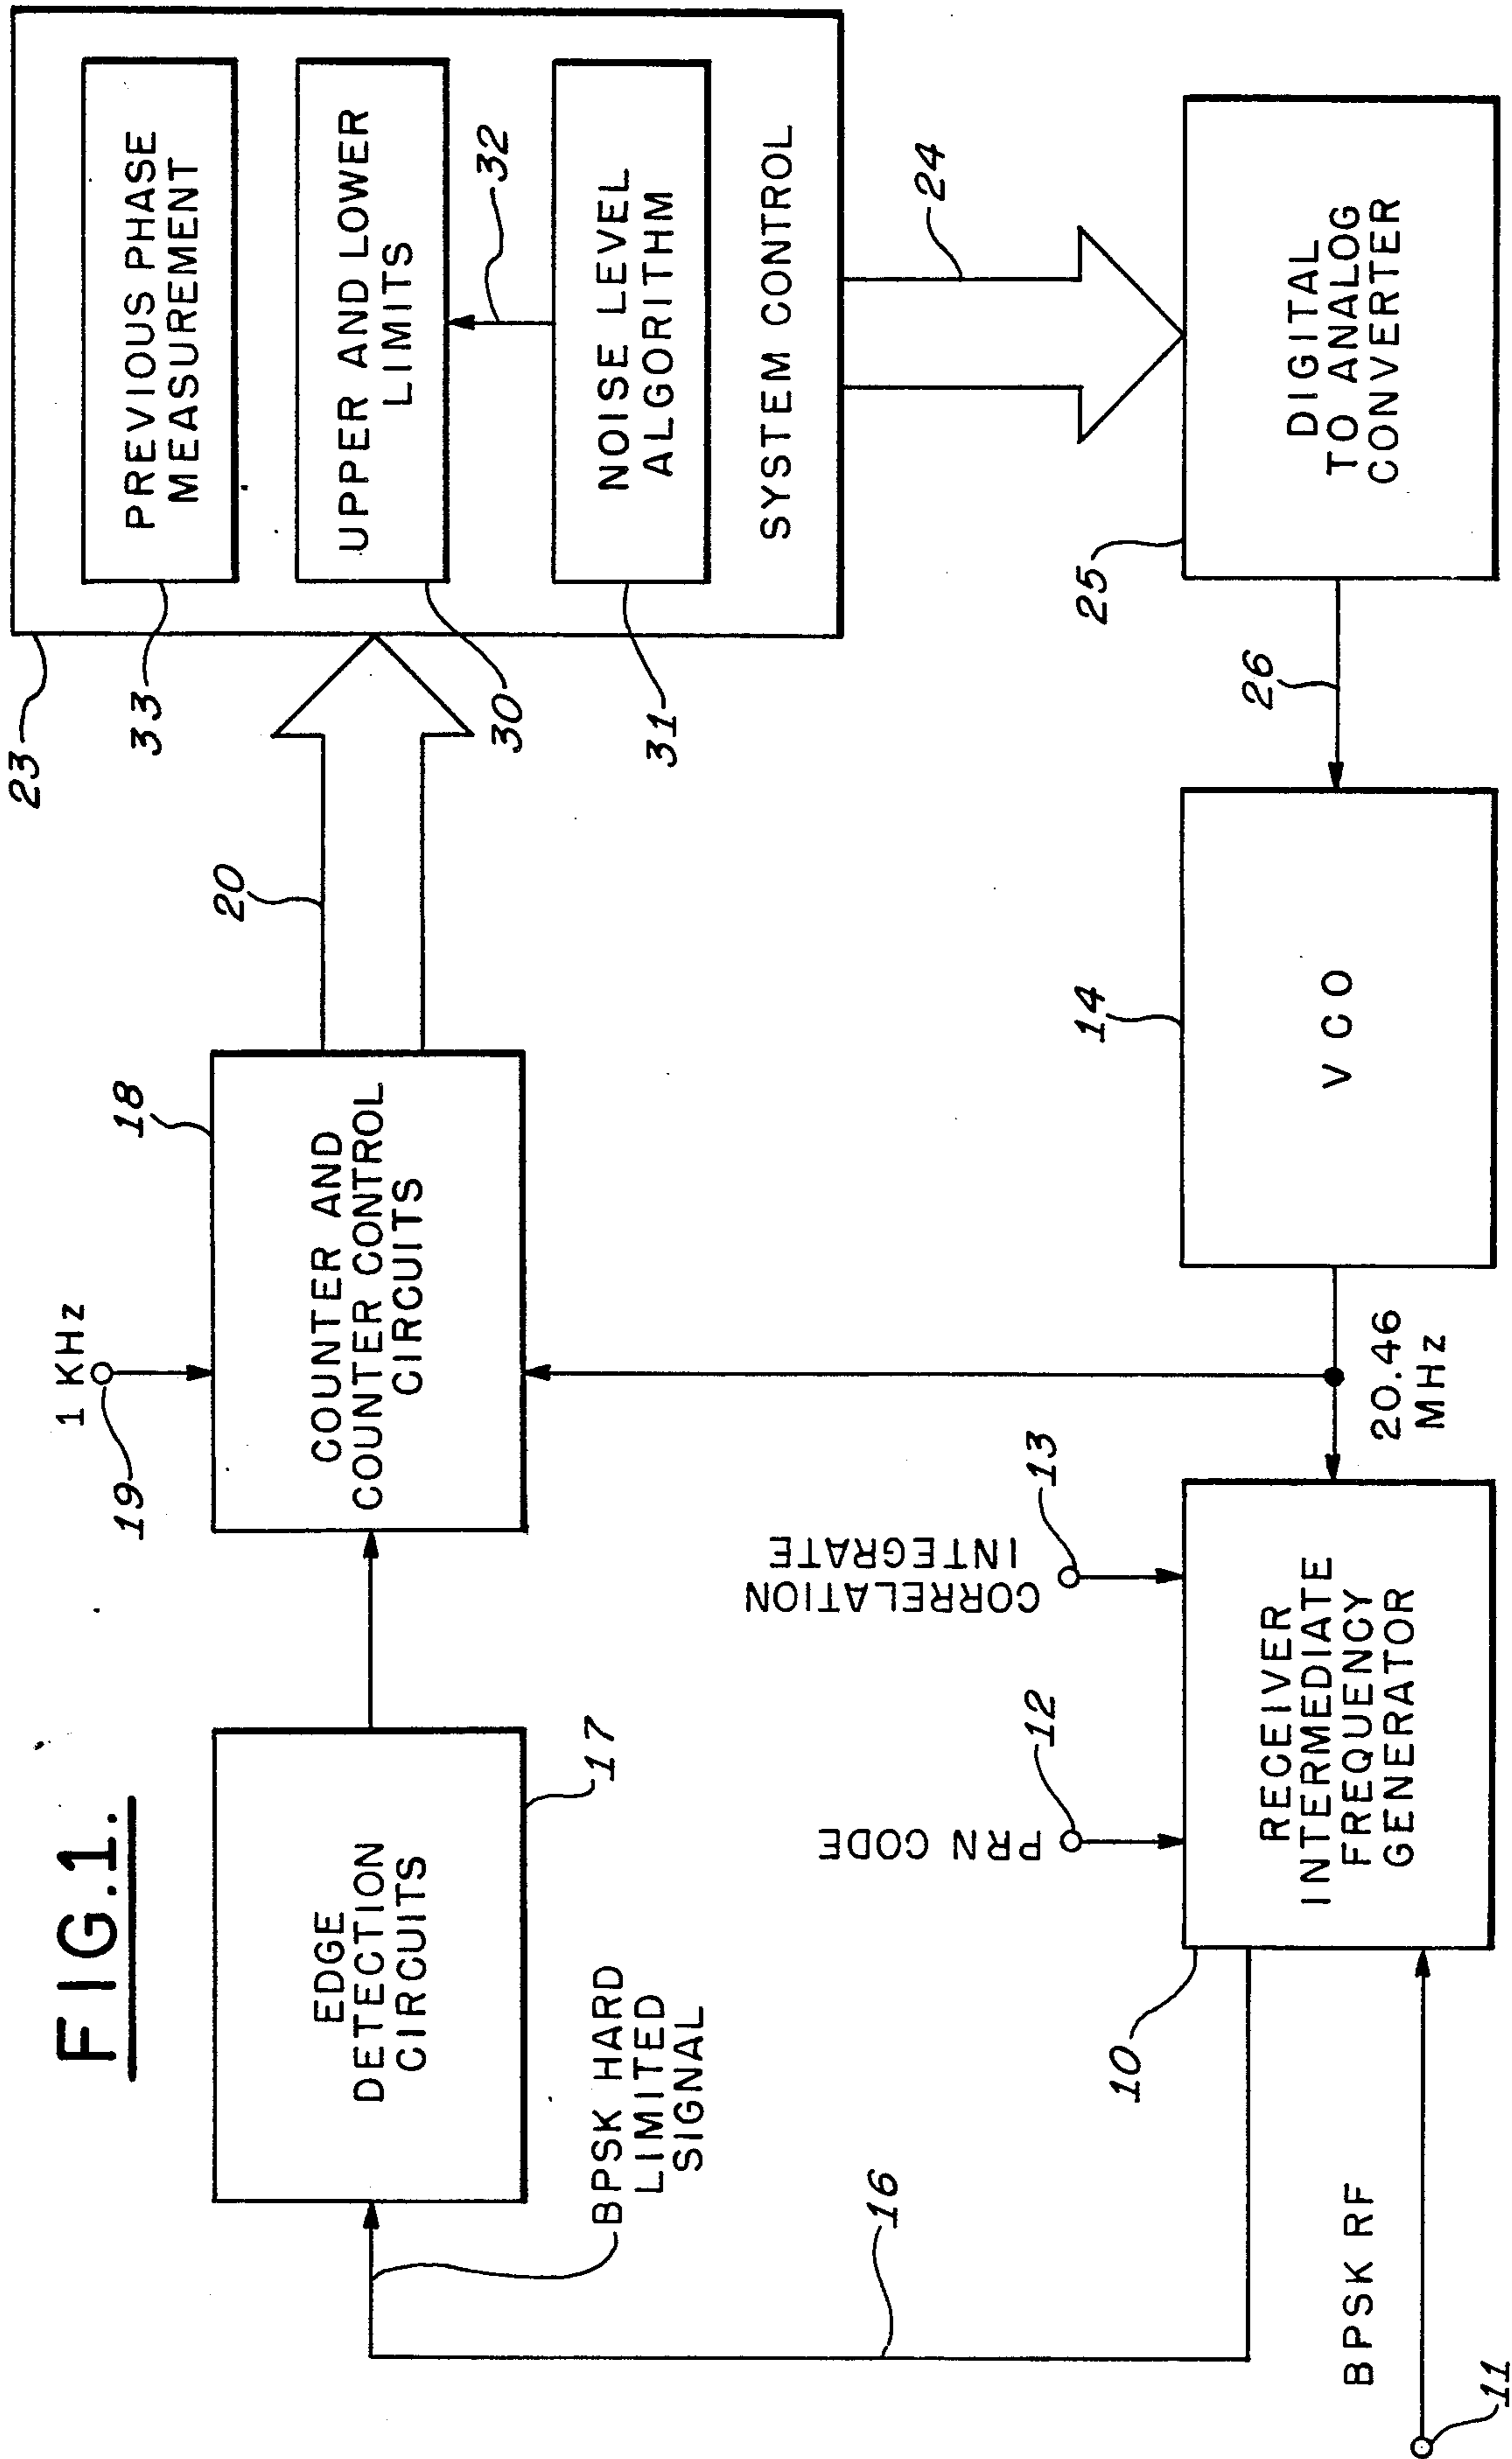 FIG.1.
1 KHz
19
EDGE
DETECTION
CIRCUITS
17
COUNTER AND
COUNTER CONTROL
CIRCUITS
18
20
23
PREVIOUS PHASE
MEASUREMENT
33
UPPER AND LOWER
LIMITS
30
32
NOISE LEVEL
ALGORITHM
31
SYSTEM CONTROL
BPSK HARD
LIMITED
SIGNAL
16
24
PRN CODE
12
CORRELATION
INTEGRATE
13
14
25
26
10
RECEIVER
INTERMEDIATE
FREQUENCY
GENERATOR
20.46
MHz
VCO
DIGITAL
TO ANALOG
CONVERTER
BPSK RF
11